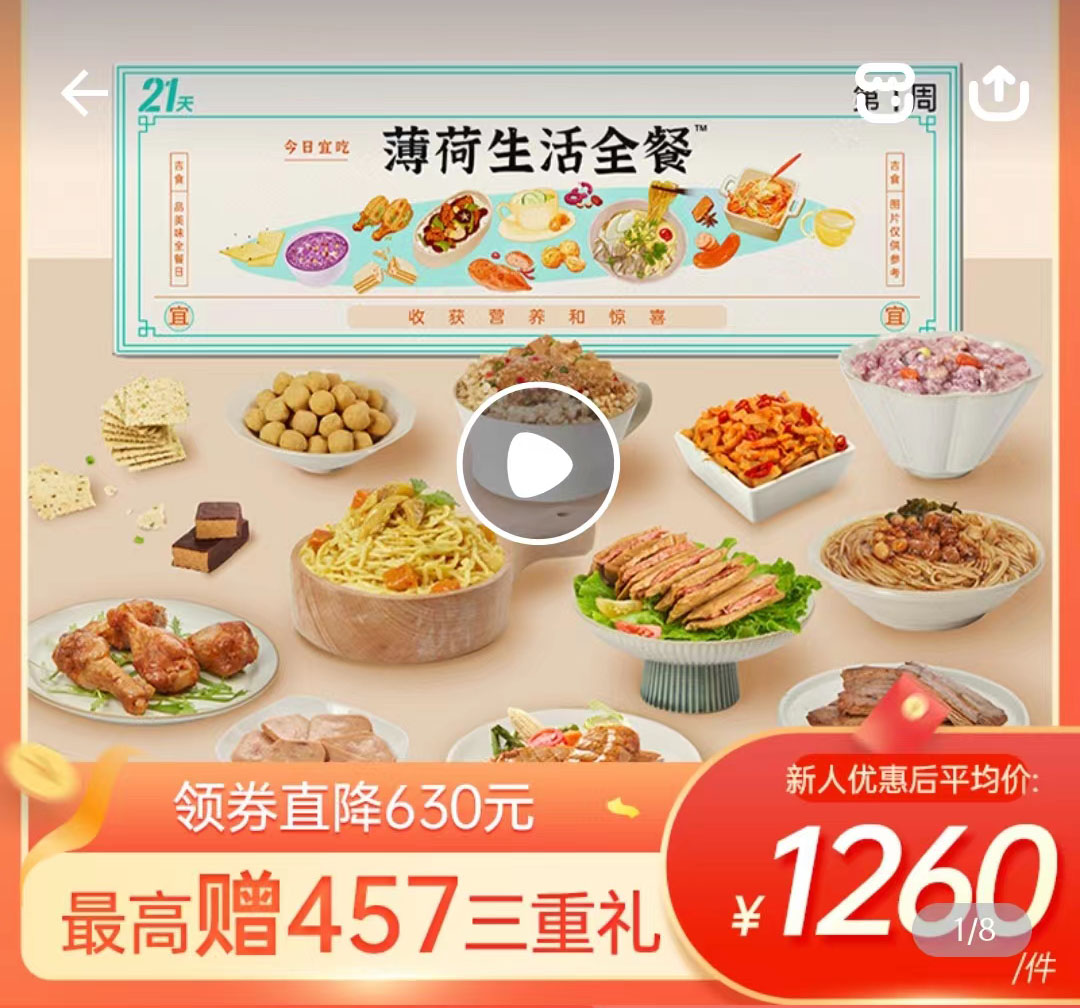 21天
第1周
今日宜吃
薄荷生活全餐™
吉食
品美味全餐日
吉食
图片仅供参考
宜
收获营养和惊喜
宜
领券直降630元
最高赠457三重礼
新人优惠后平均价:
¥1260
/件
1/8